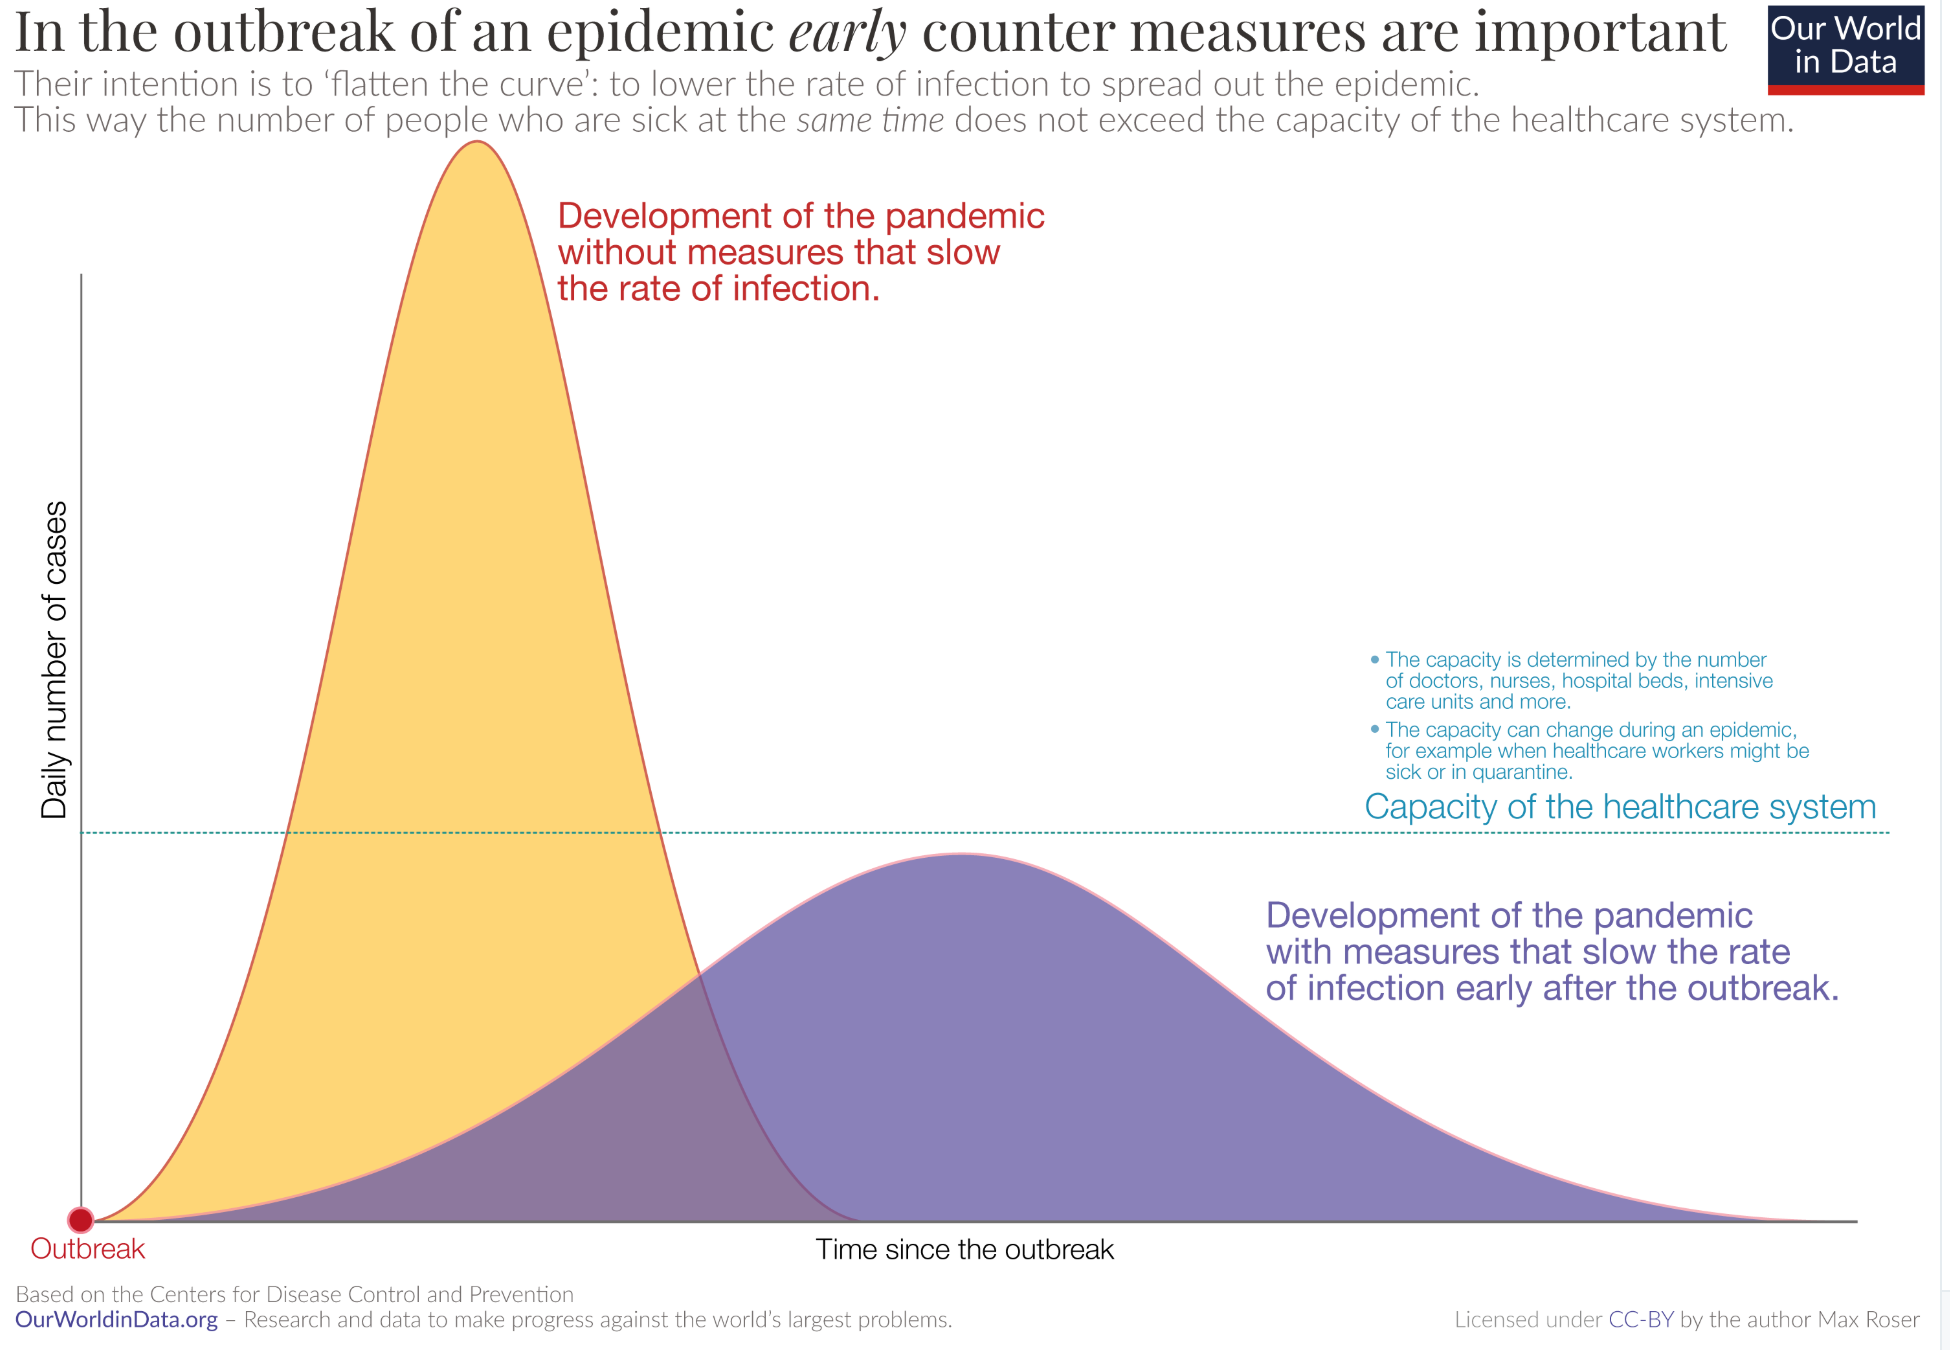 In the outbreak of an epidemic early counter measures are important
Our World
in Data
Their intention is to ‘flatten the curve’: to lower the rate of infection to spread out the epidemic.
This way the number of people who are sick at the same time does not exceed the capacity of the healthcare system.
Development of the pandemic
without measures that slow
the rate of infection.
Daily number of cases
• The capacity is determined by the number
of doctors, nurses, hospital beds, intensive
care units and more.
• The capacity can change during an epidemic,
for example when healthcare workers might be
sick or in quarantine.
Capacity of the healthcare system
Development of the pandemic
with measures that slow the rate
of infection early after the outbreak.
Outbreak
Time since the outbreak
Based on the Centers for Disease Control and Prevention
OurWorldinData.org – Research and data to make progress against the world’s largest problems.
Licensed under CC-BY by the author Max Roser